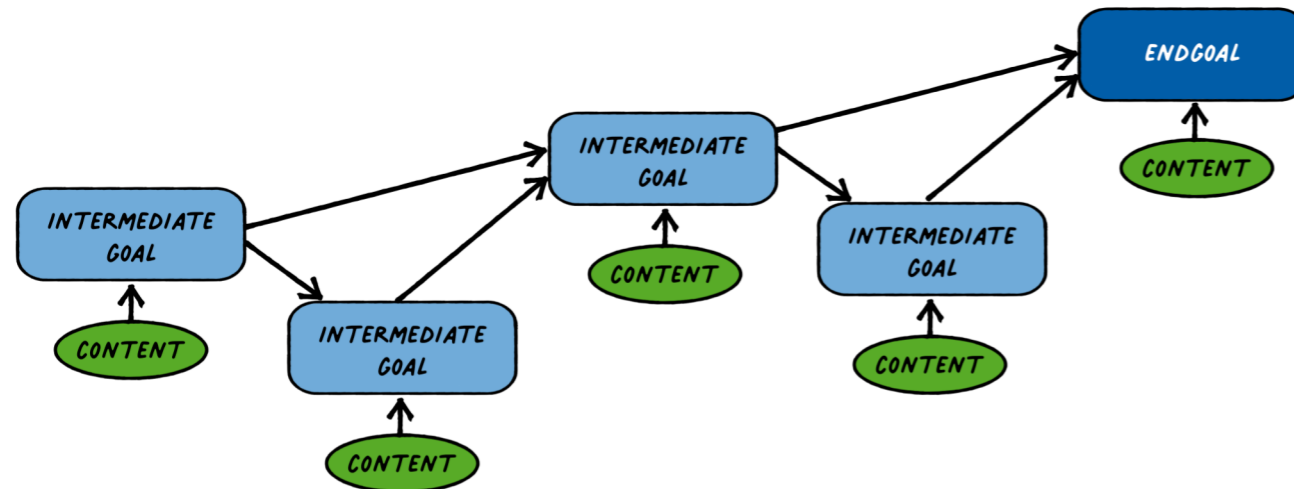 ENDGOAL
CONTENT
INTERMEDIATE
GOAL
CONTENT
INTERMEDIATE
GOAL
CONTENT
INTERMEDIATE
GOAL
CONTENT
INTERMEDIATE
GOAL
CONTENT